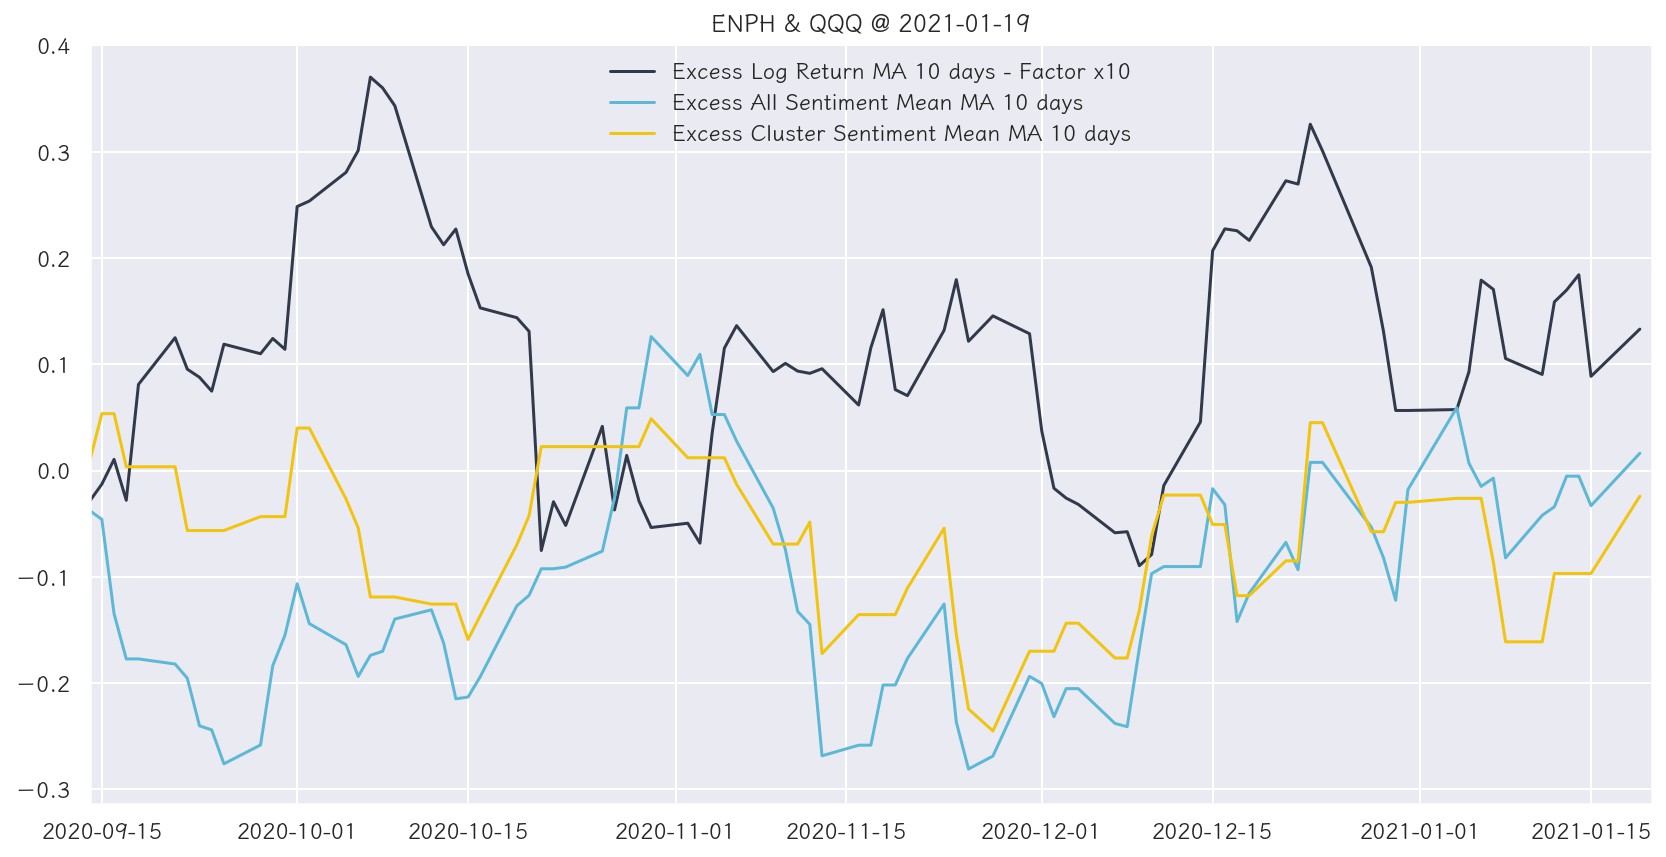 ENPH & QQQ @ 2021-01-19
Excess Log Return MA 10 days - Factor x10
Excess All Sentiment Mean MA 10 days
Excess Cluster Sentiment Mean MA 10 days
0.4
0.3
0.2
0.1
0.0
−0.1
−0.2
−0.3
2020-09-15 2020-10-01 2020-10-15 2020-11-01 2020-11-15 2020-12-01 2020-12-15 2021-01-01 2021-01-15